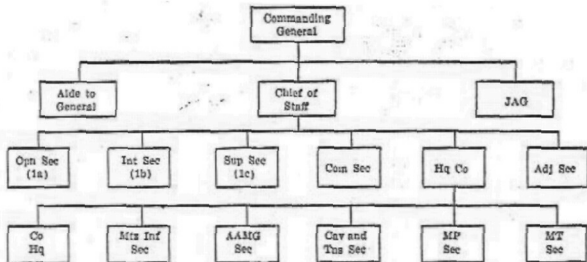 Commanding
General
Aide to
General
Chief of
Staff
JAG
Opn Sec
(1a)
Int Sec
(1b)
Sup Sec
(1c)
Com Sec
Hq Co
Adj Sec
Co
Hq
Mtz Inf
Sec
AAMG
Sec
Cav and
Tns Sec
MP
Sec
MT
Sec